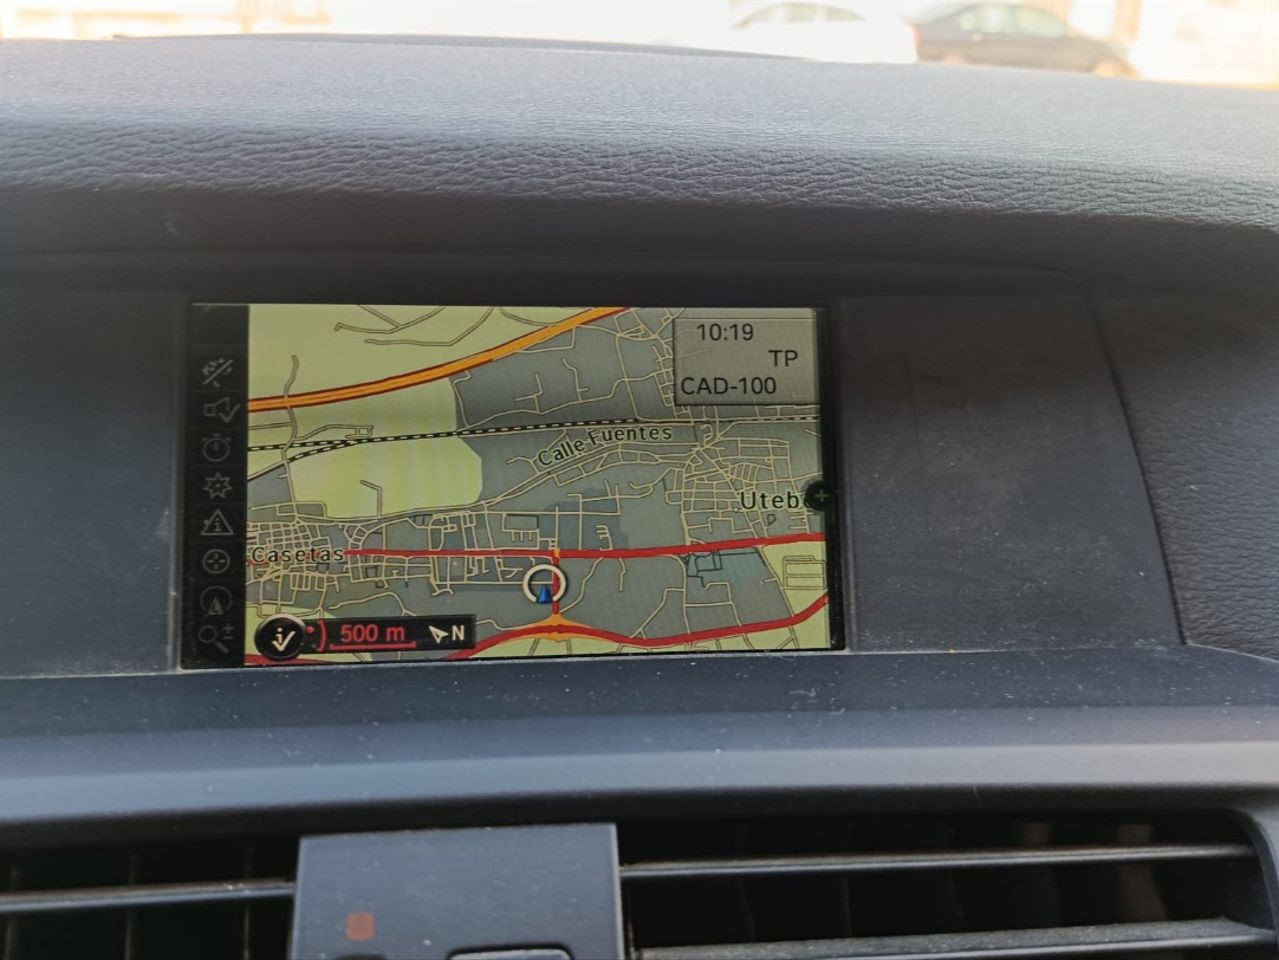 10:19
TP
CAD-100
Calle Fuentes
Uteb
Casetas
500 m
N